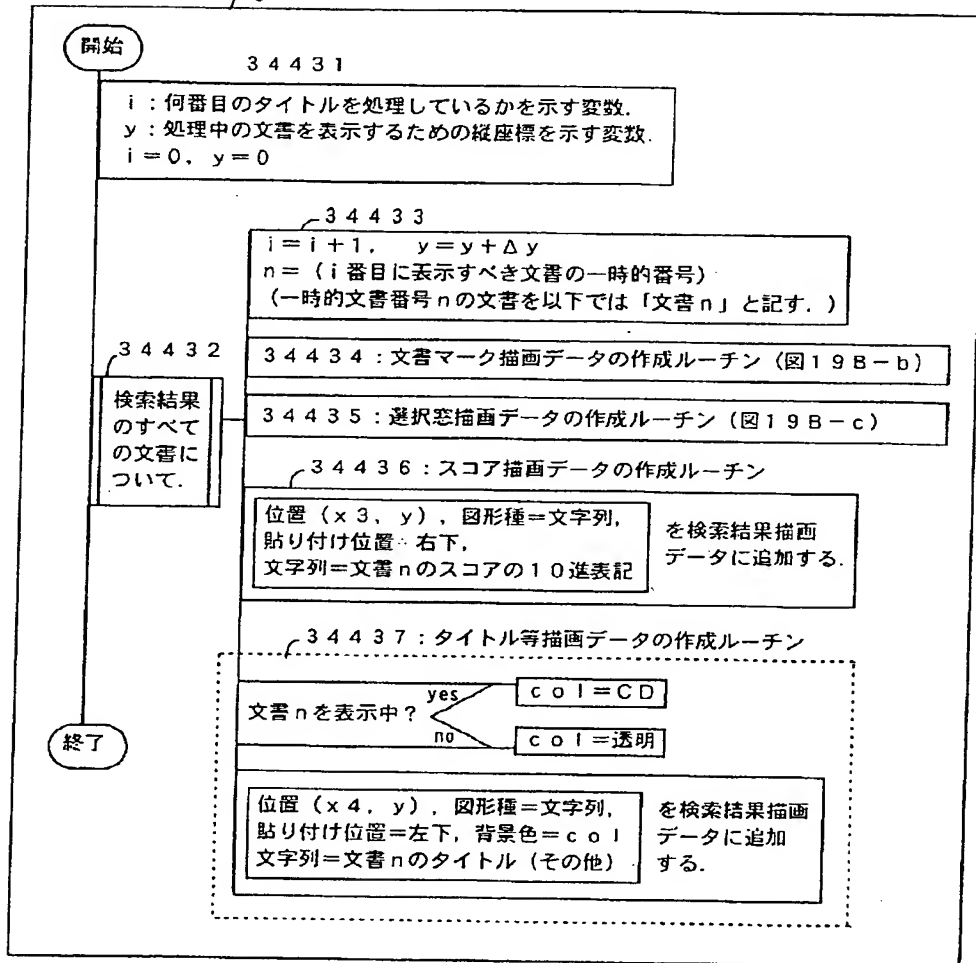 開始
34431
i：何番目のタイトルを処理しているかを示す変数．
y：処理中の文書を表示するための縦座標を示す変数．
i＝0，y＝0
34433
i＝i＋1，　y＝y＋Δy
n＝（i番目に表示すべき文書の一時的番号）
（一時的文書番号nの文書を以下では「文書n」と記す．）
34432
検索結果
のすべて
の文書に
ついて．
34434：文書マーク描画データの作成ルーチン（図19B－b）
34435：選択窓描画データの作成ルーチン（図19B－c）
34436：スコア描画データの作成ルーチン
位置（x3，y），図形種＝文字列，
貼り付け位置＝右下，
文字列＝文書nのスコアの10進表記
を検索結果描画
データに追加する．
34437：タイトル等描画データの作成ルーチン
文書nを表示中？
yes
col＝CD
no
col＝透明
位置（x4，y），図形種＝文字列，
貼り付け位置＝左下，背景色＝col
文字列＝文書nのタイトル（その他）
を検索結果描画
データに追加
する．
終了